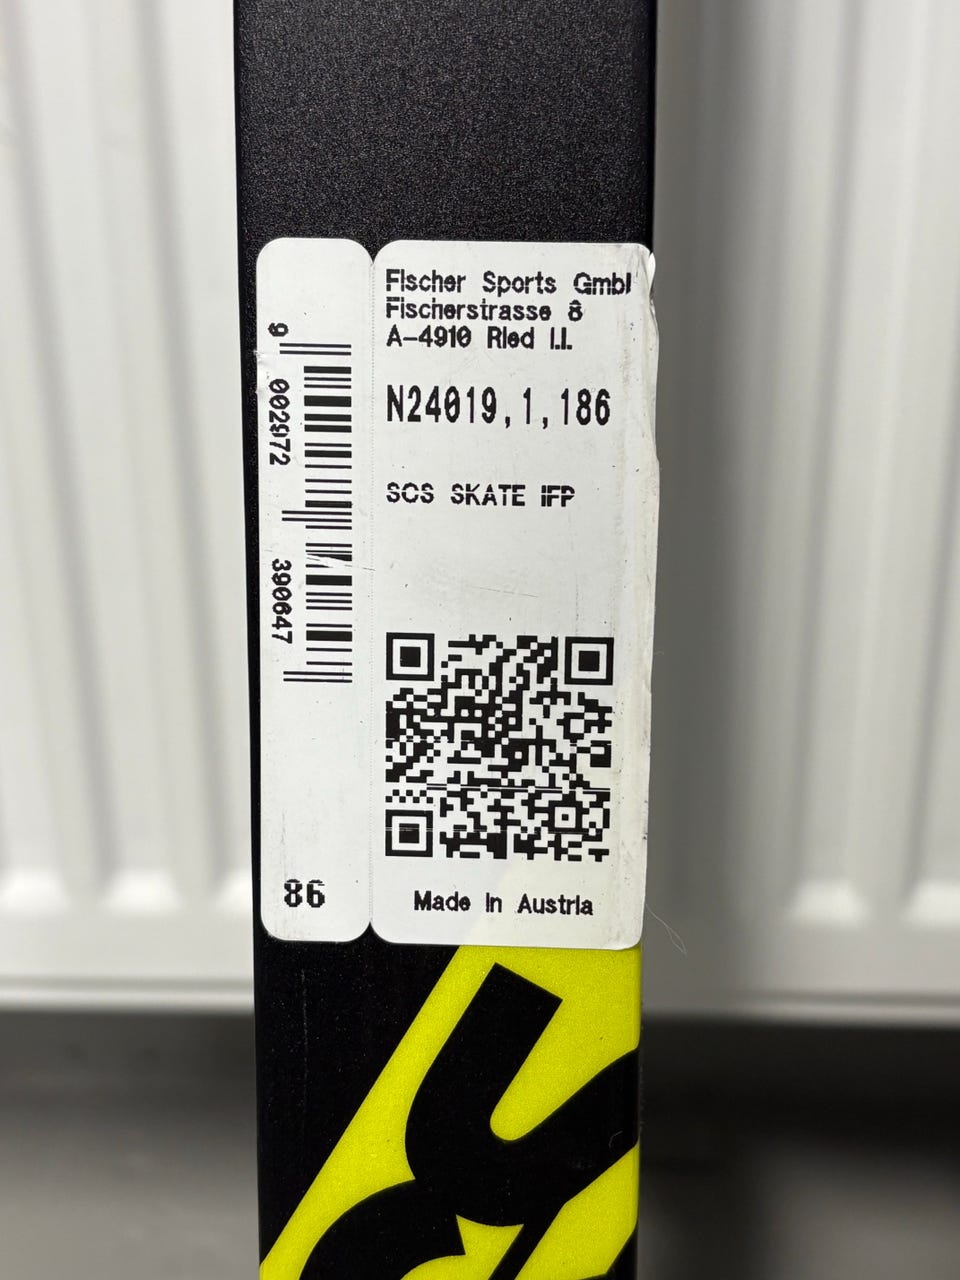 Fischer Sports Gmb
Fischerstrasse 8
A-4910 Ried I.I.
N24019,1,186
SCS SKATE IFP
Made in Austria
9 002972 390647
86